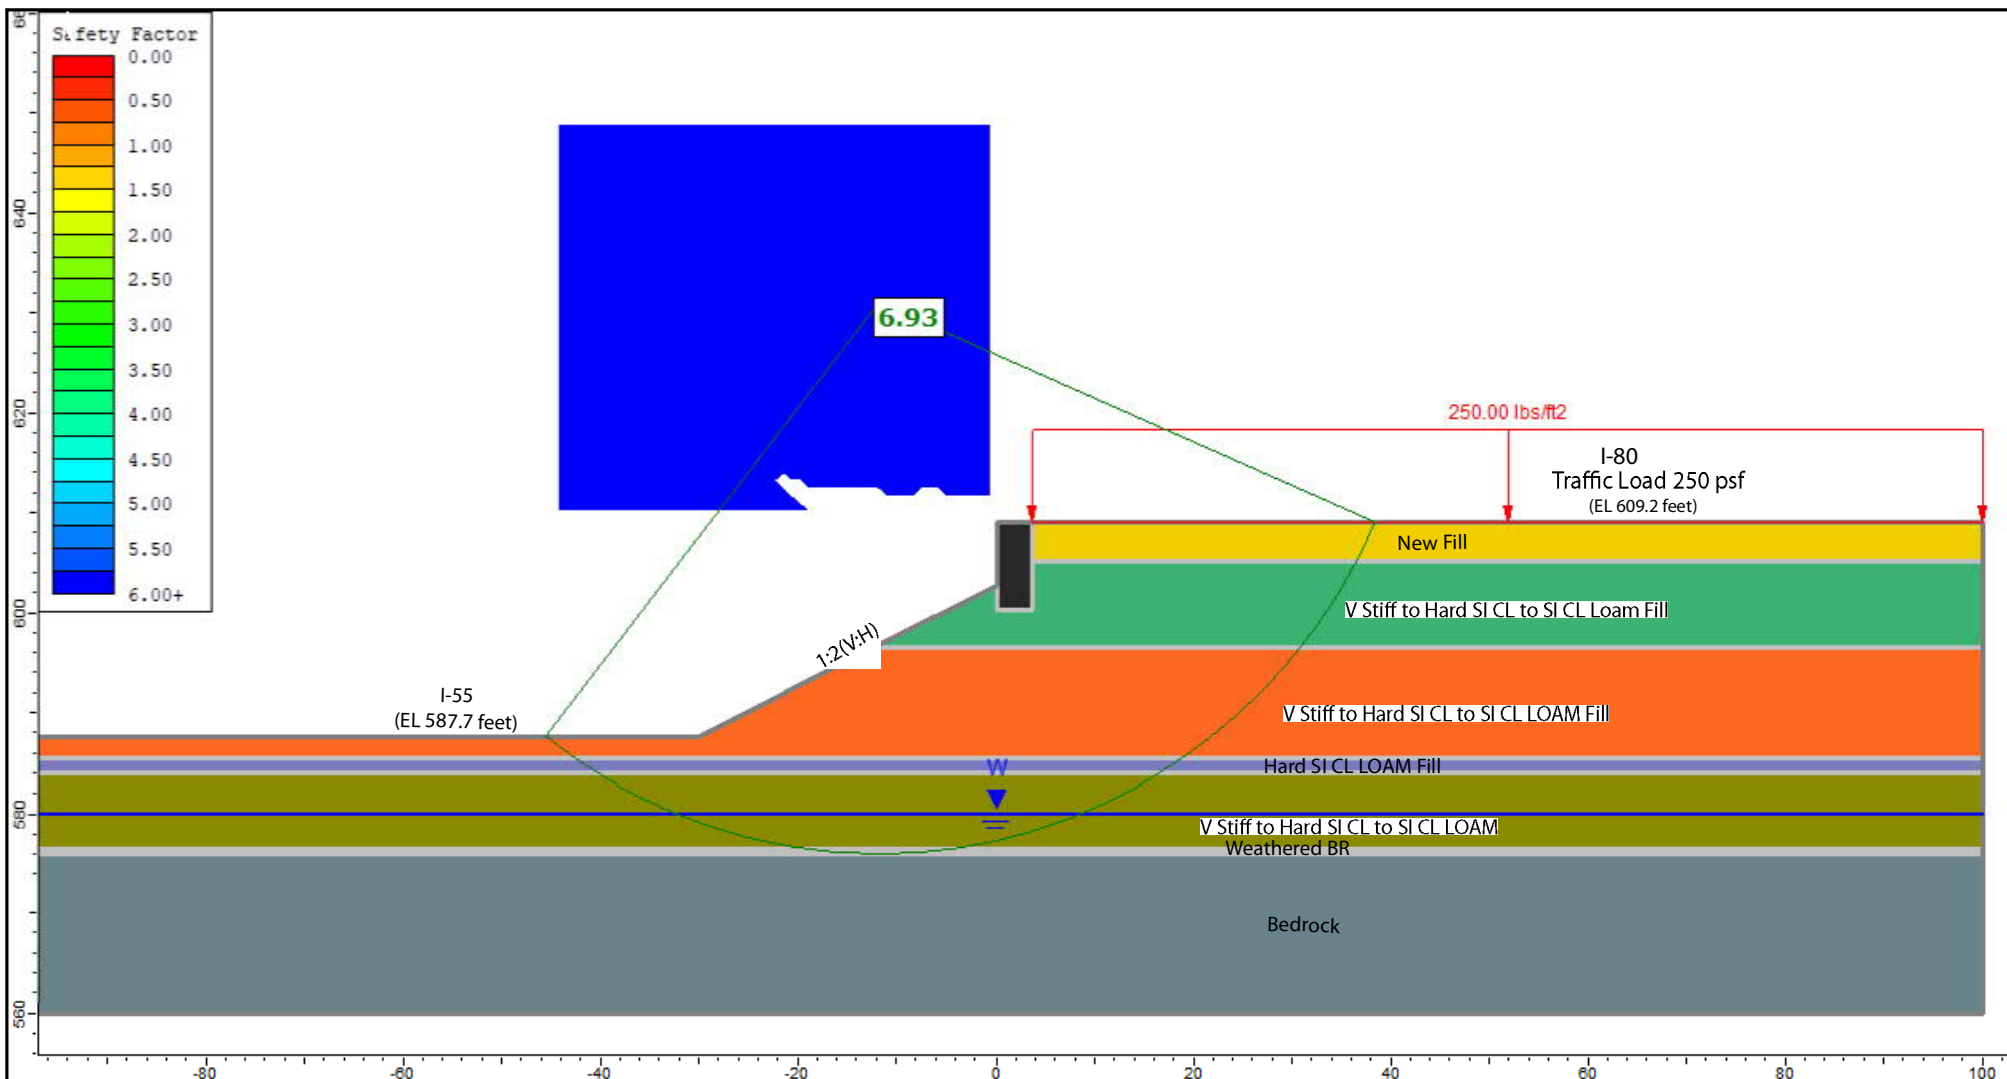 Safety Factor
0.00
0.50
1.00
1.50
2.00
2.50
3.00
3.50
4.00
4.50
5.00
5.50
6.00+
640
620
600
580
560
6.93
250.00 lbs/ft2
I-80
Traffic Load 250 psf
(EL 609.2 feet)
New Fill
V Stiff to Hard SI CL to SI CL Loam Fill
1:2(V:H)
I-55
(EL 587.7 feet)
V Stiff to Hard SI CL to SI CL LOAM Fill
Hard SI CL LOAM Fill
W
V Stiff to Hard SI CL to SI CL LOAM
Weathered BR
Bedrock
-80 -60 -40 -20 0 20 40 60 80 100